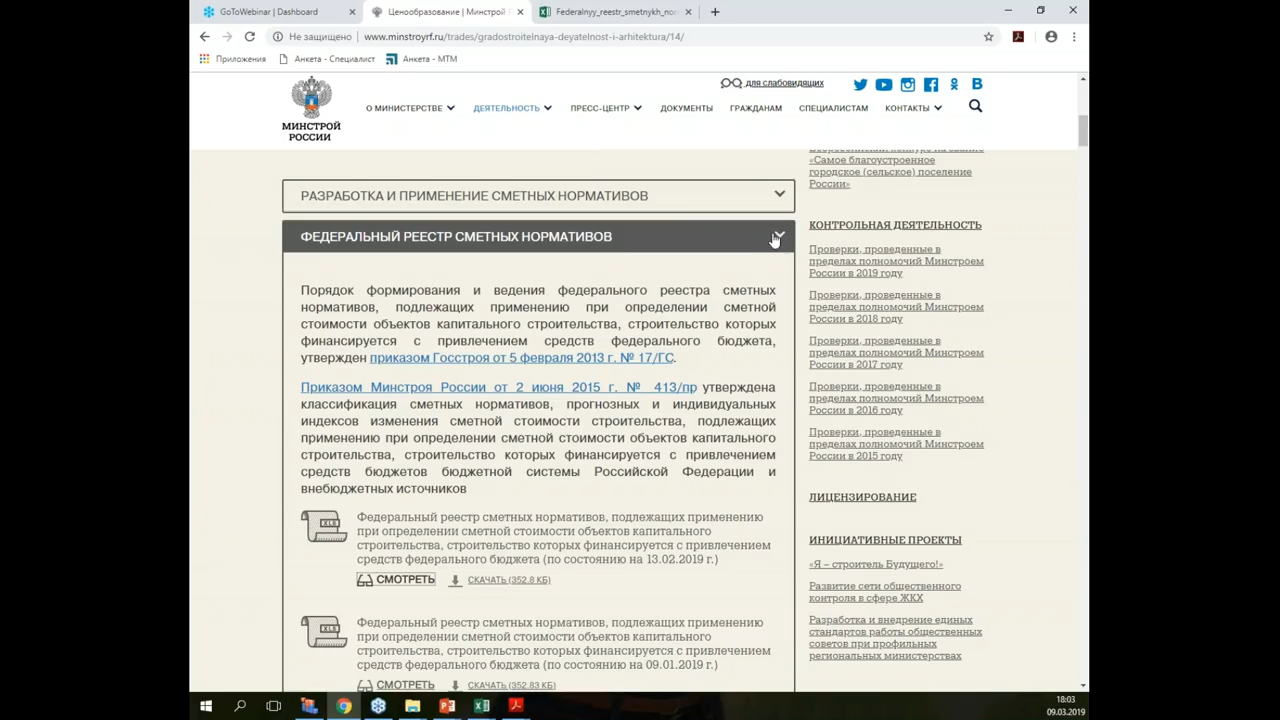 GoToWebinar | Dashboard
Ценообразование | Минстрой
Federalnyy_reestr_smetnykh_no
Не защищено
www.minstroyrf.ru/trades/gradostroitelnaya-deyatelnost-i-arhitektura/14/
Приложения
Анкета - Специалист
Анкета - МТМ
для слабовидящих
МИНСТРОЙ
РОССИИ
О МИНИСТЕРСТВЕ
ДЕЯТЕЛЬНОСТЬ
ПРЕСС-ЦЕНТР
ДОКУМЕНТЫ
ГРАЖДАНАМ
СПЕЦИАЛИСТАМ
КОНТАКТЫ
РАЗРАБОТКА И ПРИМЕНЕНИЕ СМЕТНЫХ НОРМАТИВОВ
ФЕДЕРАЛЬНЫЙ РЕЕСТР СМЕТНЫХ НОРМАТИВОВ
Порядок формирования и ведения федерального реестра сметных
нормативов, подлежащих применению при определении сметной
стоимости объектов капитального строительства, строительство которых
финансируется с привлечением средств федерального бюджета,
утвержден приказом Госстроя от 5 февраля 2013 г. № 17/ГС.
Приказом Минстроя России от 2 июня 2015 г. № 413/пр утверждена
классификация сметных нормативов, прогнозных и индивидуальных
индексов изменения сметной стоимости строительства, подлежащих
применению при определении сметной стоимости объектов капитального
строительства, строительство которых финансируется с привлечением
средств бюджетов бюджетной системы Российской Федерации и
внебюджетных источников
XLS
Федеральный реестр сметных нормативов, подлежащих применению
при определении сметной стоимости объектов капитального
строительства, строительство которых финансируется с привлечением
средств федерального бюджета (по состоянию на 13.02.2019 г.)
СМОТРЕТЬ
СКАЧАТЬ (352.8 КБ)
XLS
Федеральный реестр сметных нормативов, подлежащих применению
при определении сметной стоимости объектов капитального
строительства, строительство которых финансируется с привлечением
средств федерального бюджета (по состоянию на 09.01.2019 г.)
СМОТРЕТЬ
СКАЧАТЬ (352.83 КБ)
«Самое благоустроенное
городское (сельское) поселение
России»
КОНТРОЛЬНАЯ ДЕЯТЕЛЬНОСТЬ
Проверки, проведенные в
пределах полномочий Минстроем
России в 2019 году
Проверки, проведенные в
пределах полномочий Минстроем
России в 2018 году
Проверки, проведенные в
пределах полномочий Минстроем
России в 2017 году
Проверки, проведенные в
пределах полномочий Минстроем
России в 2016 году
Проверки, проведенные в
пределах полномочий Минстроем
России в 2015 году
ЛИЦЕНЗИРОВАНИЕ
ИНИЦИАТИВНЫЕ ПРОЕКТЫ
«Я – строитель Будущего!»
Развитие сети общественного
контроля в сфере ЖКХ
Разработка и внедрение единых
стандартов работы общественных
советов при профильных
региональных министерствах
18:03
09.03.2019